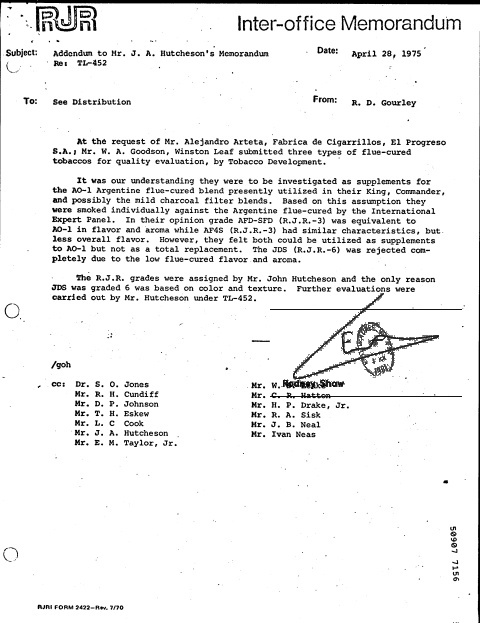 RJR
Inter-office Memorandum
Subject: Addendum to Mr. J. A. Hutcheson's Memorandum
Re: TL-452
Date: April 28, 1975
To: See Distribution
From: R. D. Gourley
At the request of Mr. Alejandro Arteta, Fabrica de Cigarrillos, El Progreso
S.A.; Mr. W. A. Goodson, Winston Leaf submitted three types of flue-cured
tobaccos for quality evaluation, by Tobacco Development.
It was our understanding they were to be investigated as supplements for
the AO-1 Argentine flue-cured blend presently utilized in their King, Commander,
and possibly the mild charcoal filter blends. Based on this assumption they
were smoked individually against the Argentine flue-cured by the International
Expert Panel. In their opinion grade AFD-SFD (R.J.R.-3) was equivalent to
AO-1 in flavor and aroma while AF4S (R.J.R.-3) had similar characteristics, but
less overall flavor. However, they felt both could be utilized as supplements
to AO-1 but not as a total replacement. The JDS (R.J.R.-6) was rejected com-
pletely due to the low flue-cured flavor and aroma.
The R.J.R. grades were assigned by Mr. John Hutcheson and the only reason
JDS was graded 6 was based on color and texture. Further evaluations were
carried out by Mr. Hutcheson under TL-452.
/goh
Rodney Shaw
cc: Dr. S. O. Jones
Mr. R. H. Cundiff
Mr. D. P. Johnson
Mr. T. H. Eskew
Mr. L. C Cook
Mr. J. A. Hutcheson
Mr. E. M. Taylor, Jr.
Mr. W.
Mr. C. R. Hatton
Mr. H. P. Drake, Jr.
Mr. R. A. Sisk
Mr. J. B. Neal
Mr. Ivan Neas
50907 7156
RJRI FORM 2422—Rev. 7/70